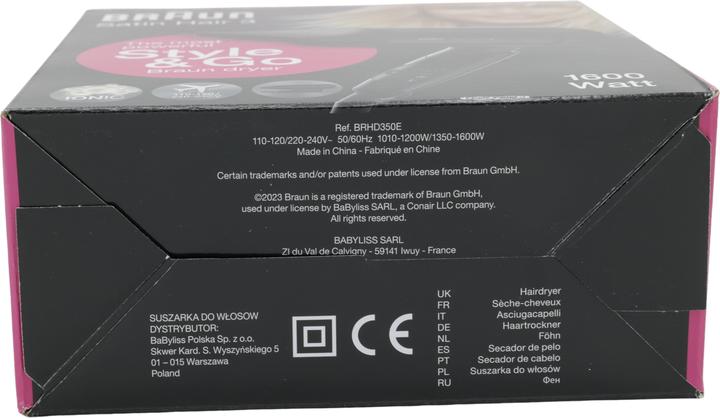 BRAUN
Satin Hair 3
The most
powerful
Style
& Go
Braun dryer
IONIC
1600
Watt
Ref. BRHD350E
110-120/220-240V~ 50/60Hz 1010-1200W/1350-1600W
Made in China - Fabriqué en Chine
Certain trademarks and/or patents used under license from Braun GmbH.
©2023 Braun is a registered trademark of Braun GmbH,
used under license by BaByliss SARL, a Conair LLC company.
All rights reserved.
BABYLISS SARL
ZI du Val de Calvigny - 59141 Iwuy - France
SUSZARKA DO WŁOSOW
DYSTRYBUTOR:
BaByliss Polska Sp. z o.o.
Skwer Kard. S. Wyszyńskiego 5
01 – 015 Warszawa
Poland
CE
UK Hairdryer
FR Sèche-cheveux
IT Asciugacapelli
DE Haartrockner
NL Föhn
ES Secador de pelo
PT Secador de cabelo
PL Suszarka do włosów
RU Фен